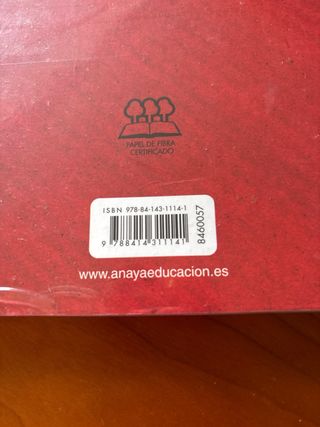 PAPEL DE FIBRA
CERTIFICADO
ISBN 978-84-143-1114-1
9 788414 311141
8460057
www.anayaeducacion.es